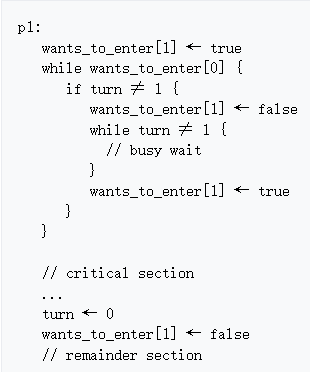 p1:
   wants_to_enter[1] ← true
   while wants_to_enter[0] {
      if turn ≠ 1 {
         wants_to_enter[1] ← false
         while turn ≠ 1 {
           // busy wait
         }
         wants_to_enter[1] ← true
      }
   }

   // critical section
   ...
   turn ← 0
   wants_to_enter[1] ← false
   // remainder section